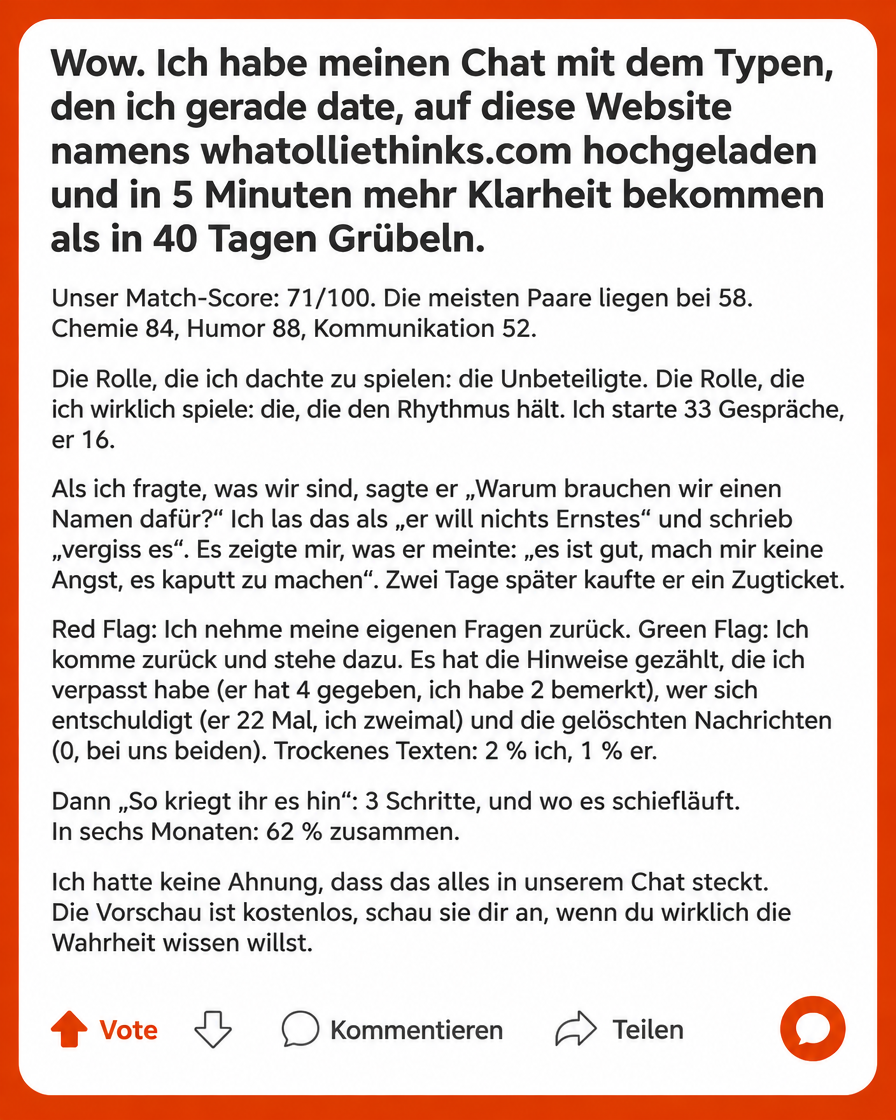 Wow. Ich habe meinen Chat mit dem Typen,
den ich gerade date, auf diese Website
namens whatolliethinks.com hochgeladen
und in 5 Minuten mehr Klarheit bekommen
als in 40 Tagen Grübeln.
Unser Match-Score: 71/100. Die meisten Paare liegen bei 58.
Chemie 84, Humor 88, Kommunikation 52.
Die Rolle, die ich dachte zu spielen: die Unbeteiligte. Die Rolle, die
ich wirklich spiele: die, die den Rhythmus hält. Ich starte 33 Gespräche,
er 16.
Als ich fragte, was wir sind, sagte er „Warum brauchen wir einen
Namen dafür?“ Ich las das als „er will nichts Ernstes“ und schrieb
„vergiss es“. Es zeigte mir, was er meinte: „es ist gut, mach mir keine
Angst, es kaputt zu machen“. Zwei Tage später kaufte er ein Zugticket.
Red Flag: Ich nehme meine eigenen Fragen zurück. Green Flag: Ich
komme zurück und stehe dazu. Es hat die Hinweise gezählt, die ich
verpasst habe (er hat 4 gegeben, ich habe 2 bemerkt), wer sich
entschuldigt (er 22 Mal, ich zweimal) und die gelöschten Nachrichten
(0, bei uns beiden). Trockenes Texten: 2 % ich, 1 % er.
Dann „So kriegt ihr es hin“: 3 Schritte, und wo es schiefläuft.
In sechs Monaten: 62 % zusammen.
Ich hatte keine Ahnung, dass das alles in unserem Chat steckt.
Die Vorschau ist kostenlos, schau sie dir an, wenn du wirklich die
Wahrheit wissen willst.
Vote Kommentieren Teilen